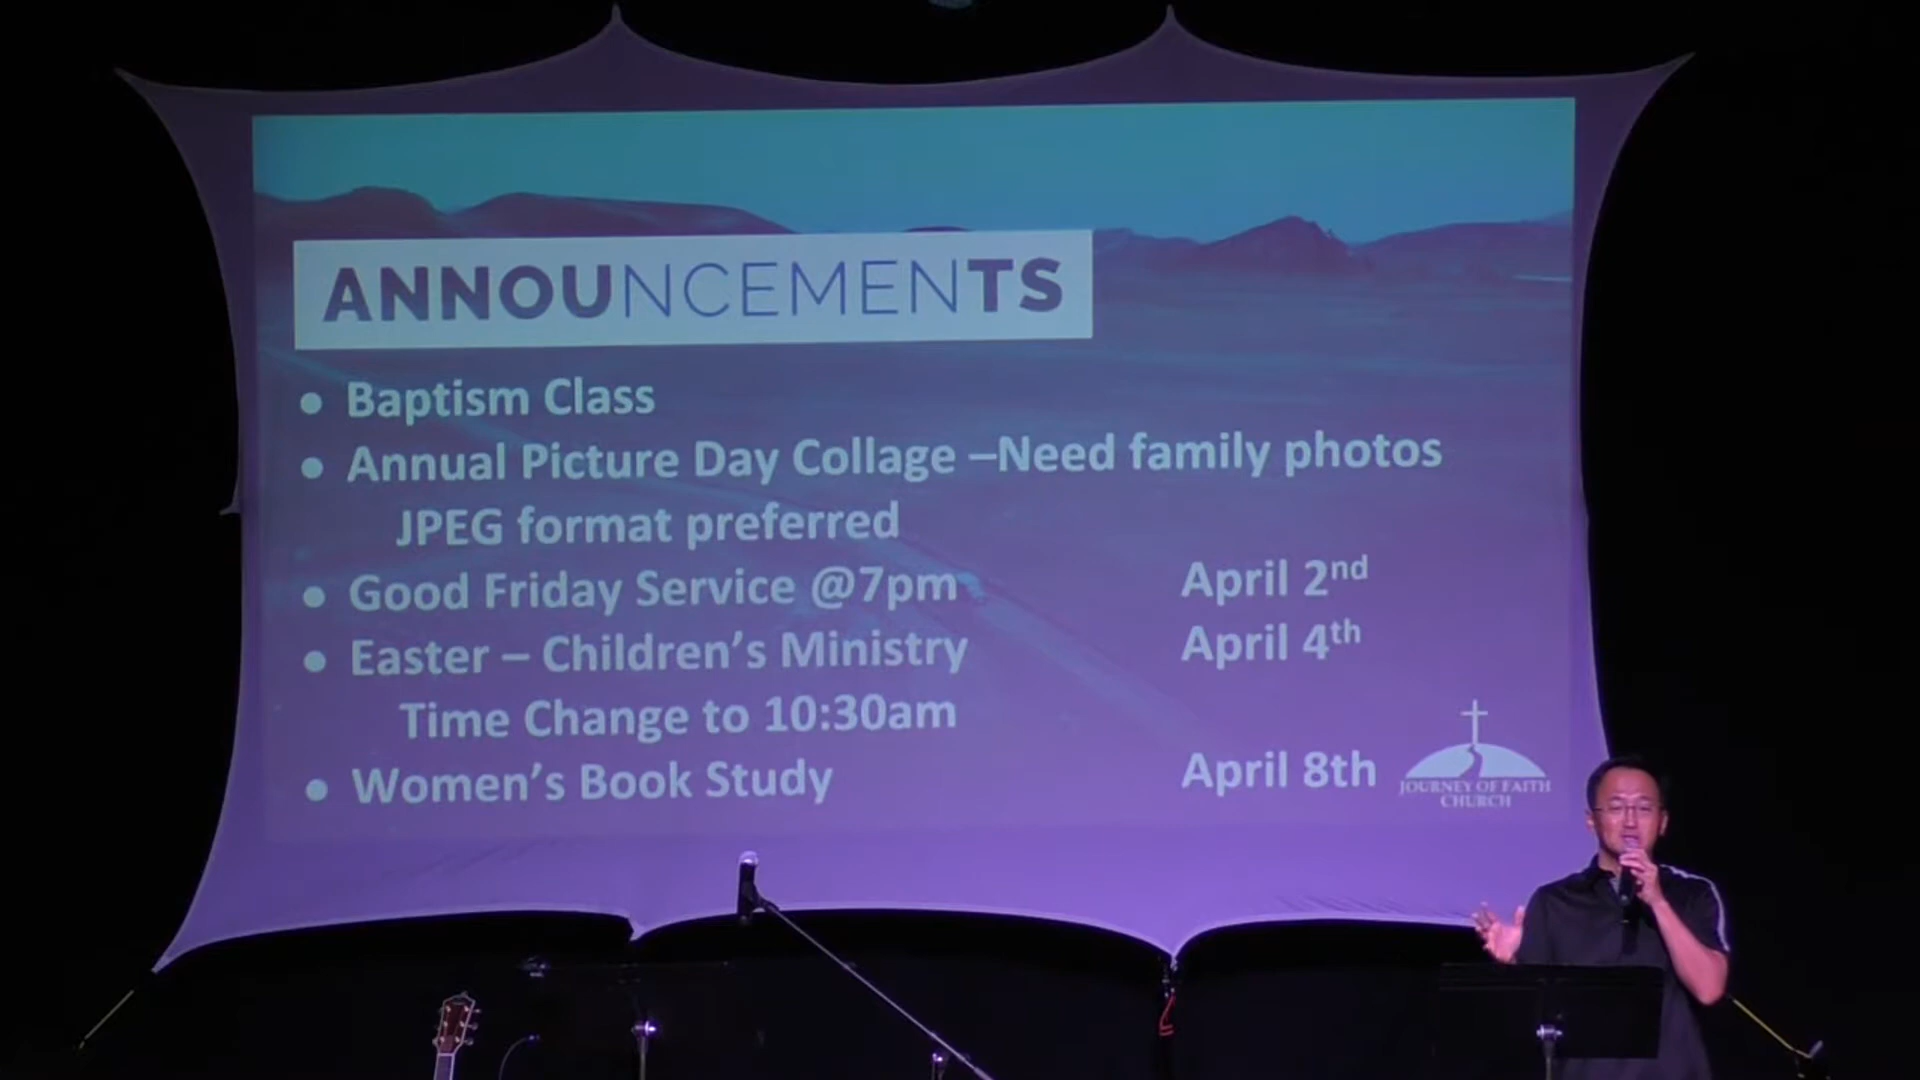 ANNOUNCEMENTS
• Baptism Class
• Annual Picture Day Collage –Need family photos
JPEG format preferred
• Good Friday Service @7pm April 2nd
• Easter – Children's Ministry April 4th
Time Change to 10:30am
• Women's Book Study April 8th
JOURNEY OF FAITH
CHURCH